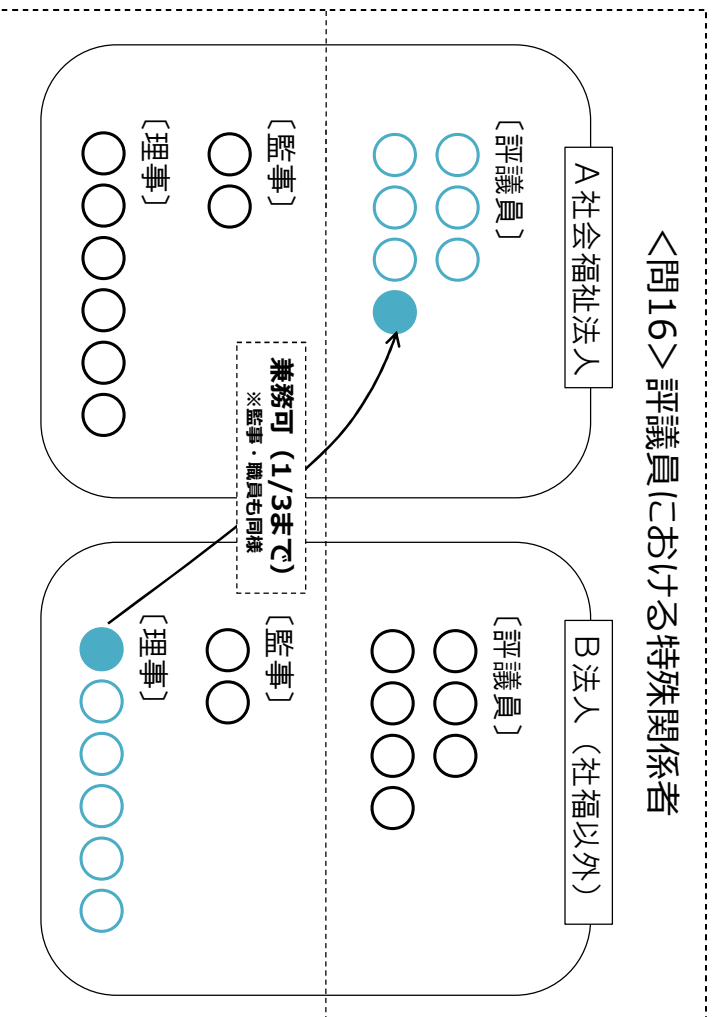 ＜問16＞評議員における特殊関係者
A社会福祉法人
〔評議員〕
〔監事〕
〔理事〕
兼務可（1/3まで）
※監事・職員も同様
B法人（社福以外）
〔評議員〕
〔監事〕
〔理事〕